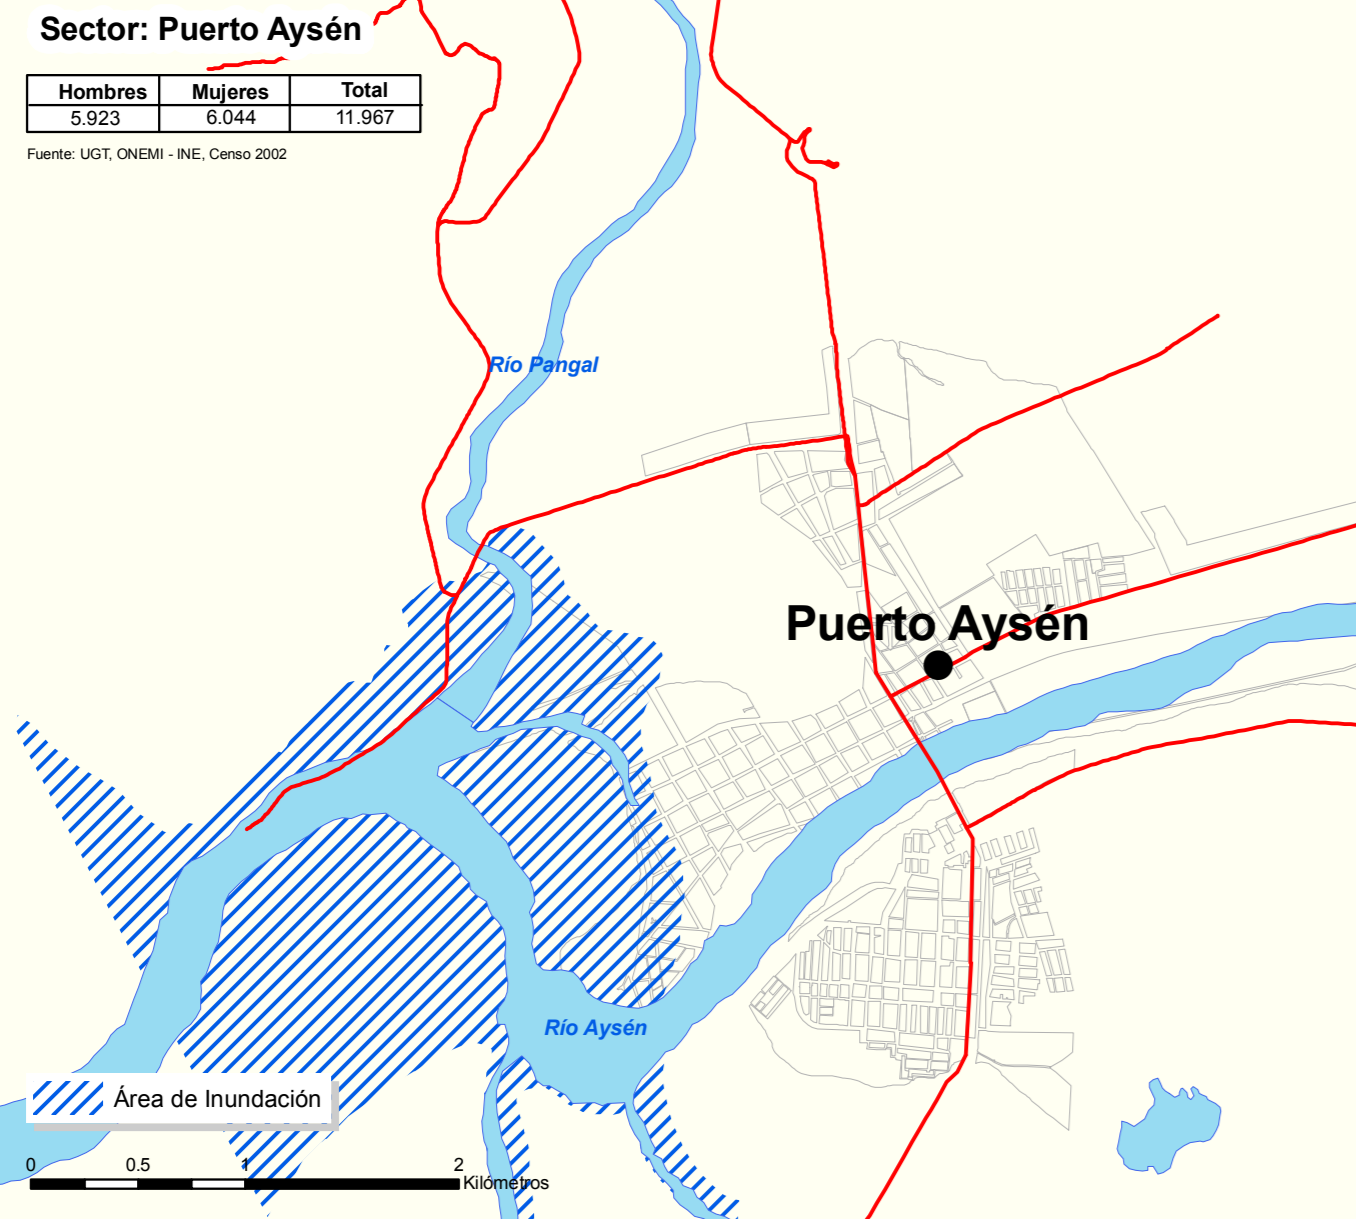 Sector: Puerto Aysén
Hombres Mujeres Total
5.923 6.044 11.967
Fuente: UGT, ONEMI - INE, Censo 2002
Río Pangal
Puerto Aysén
Río Aysén
Área de Inundación
0 0.5 1 2
Kilómetros